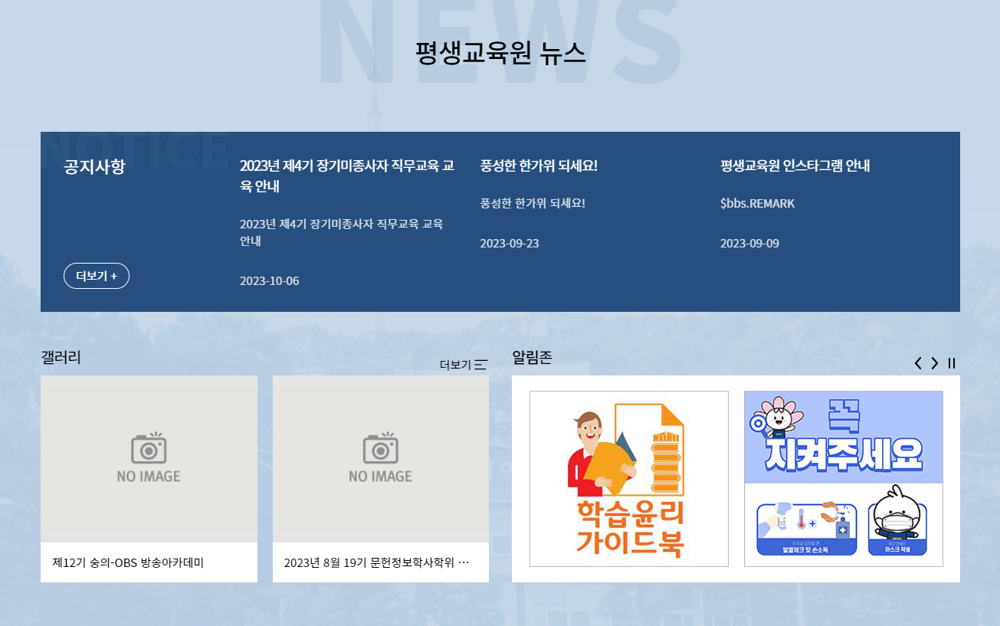 NEWS
평생교육원 뉴스
NOTICE
공지사항
더보기 +
2023년 제4기 장기미종사자 직무교육 교
육 안내
2023년 제4기 장기미종사자 직무교육 교육
안내
2023-10-06
풍성한 한가위 되세요!
풍성한 한가위 되세요!
2023-09-23
평생교육원 인스타그램 안내
$bbs.REMARK
2023-09-09
갤러리
더보기
NO IMAGE
제12기 숭의-OBS 방송아카데미
NO IMAGE
2023년 8월 19기 문헌정보학사학위 …
알림존
학습윤리
가이드북
꼭
지켜주세요
발열체크 및 손소독
마스크 착용